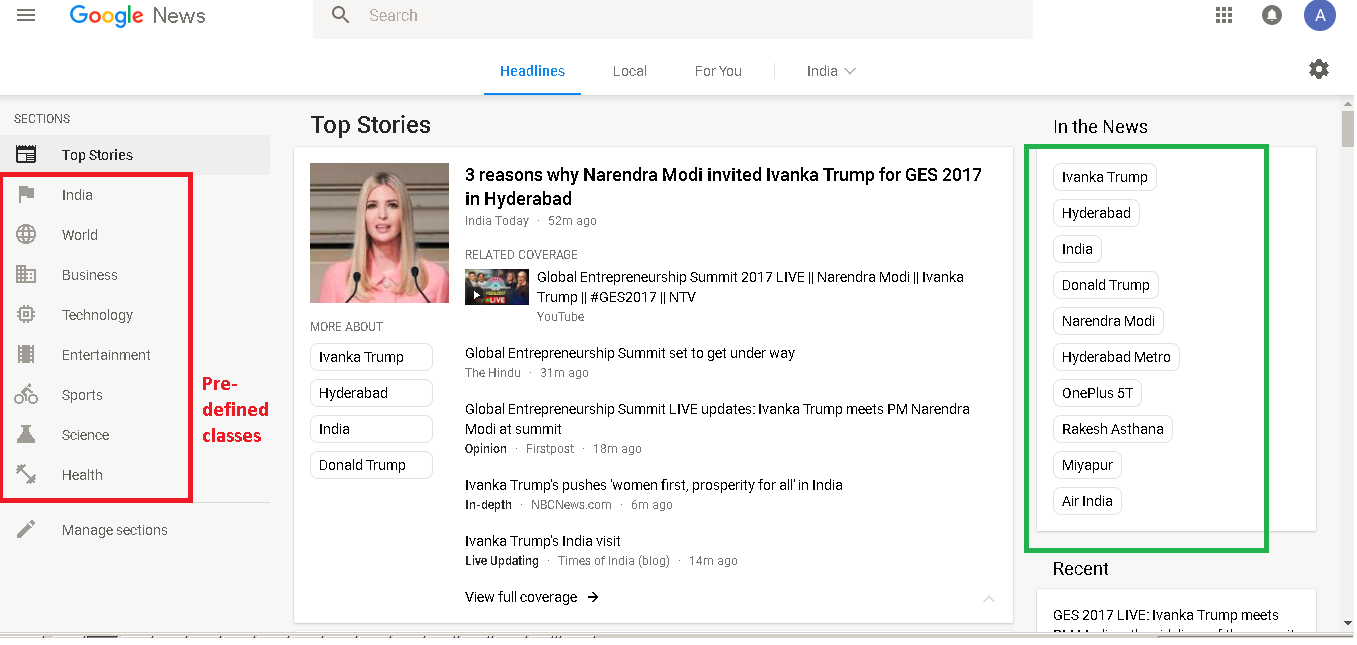 Google News
Search
A
Headlines
Local
For You
India
SECTIONS
Top Stories
India
World
Business
Technology
Entertainment
Sports
Science
Health
Manage sections
Pre-
defined
classes
Top Stories
3 reasons why Narendra Modi invited Ivanka Trump for GES 2017
in Hyderabad
India Today · 52m ago
RELATED COVERAGE
Global Entrepreneurship Summit 2017 LIVE || Narendra Modi || Ivanka
Trump || #GES2017 || NTV
YouTube
LIVE
MORE ABOUT
Ivanka Trump
Hyderabad
India
Donald Trump
Global Entrepreneurship Summit set to get under way
The Hindu · 31m ago
Global Entrepreneurship Summit LIVE updates: Ivanka Trump meets PM Narendra
Modi at summit
Opinion · Firstpost · 18m ago
Ivanka Trump's pushes 'women first, prosperity for all' in India
In-depth · NBCNews.com · 6m ago
Ivanka Trump's India visit
Live Updating · Times of India (blog) · 14m ago
View full coverage →
In the News
Ivanka Trump
Hyderabad
India
Donald Trump
Narendra Modi
Hyderabad Metro
OnePlus 5T
Rakesh Asthana
Miyapur
Air India
Recent
GES 2017 LIVE: Ivanka Trump meets